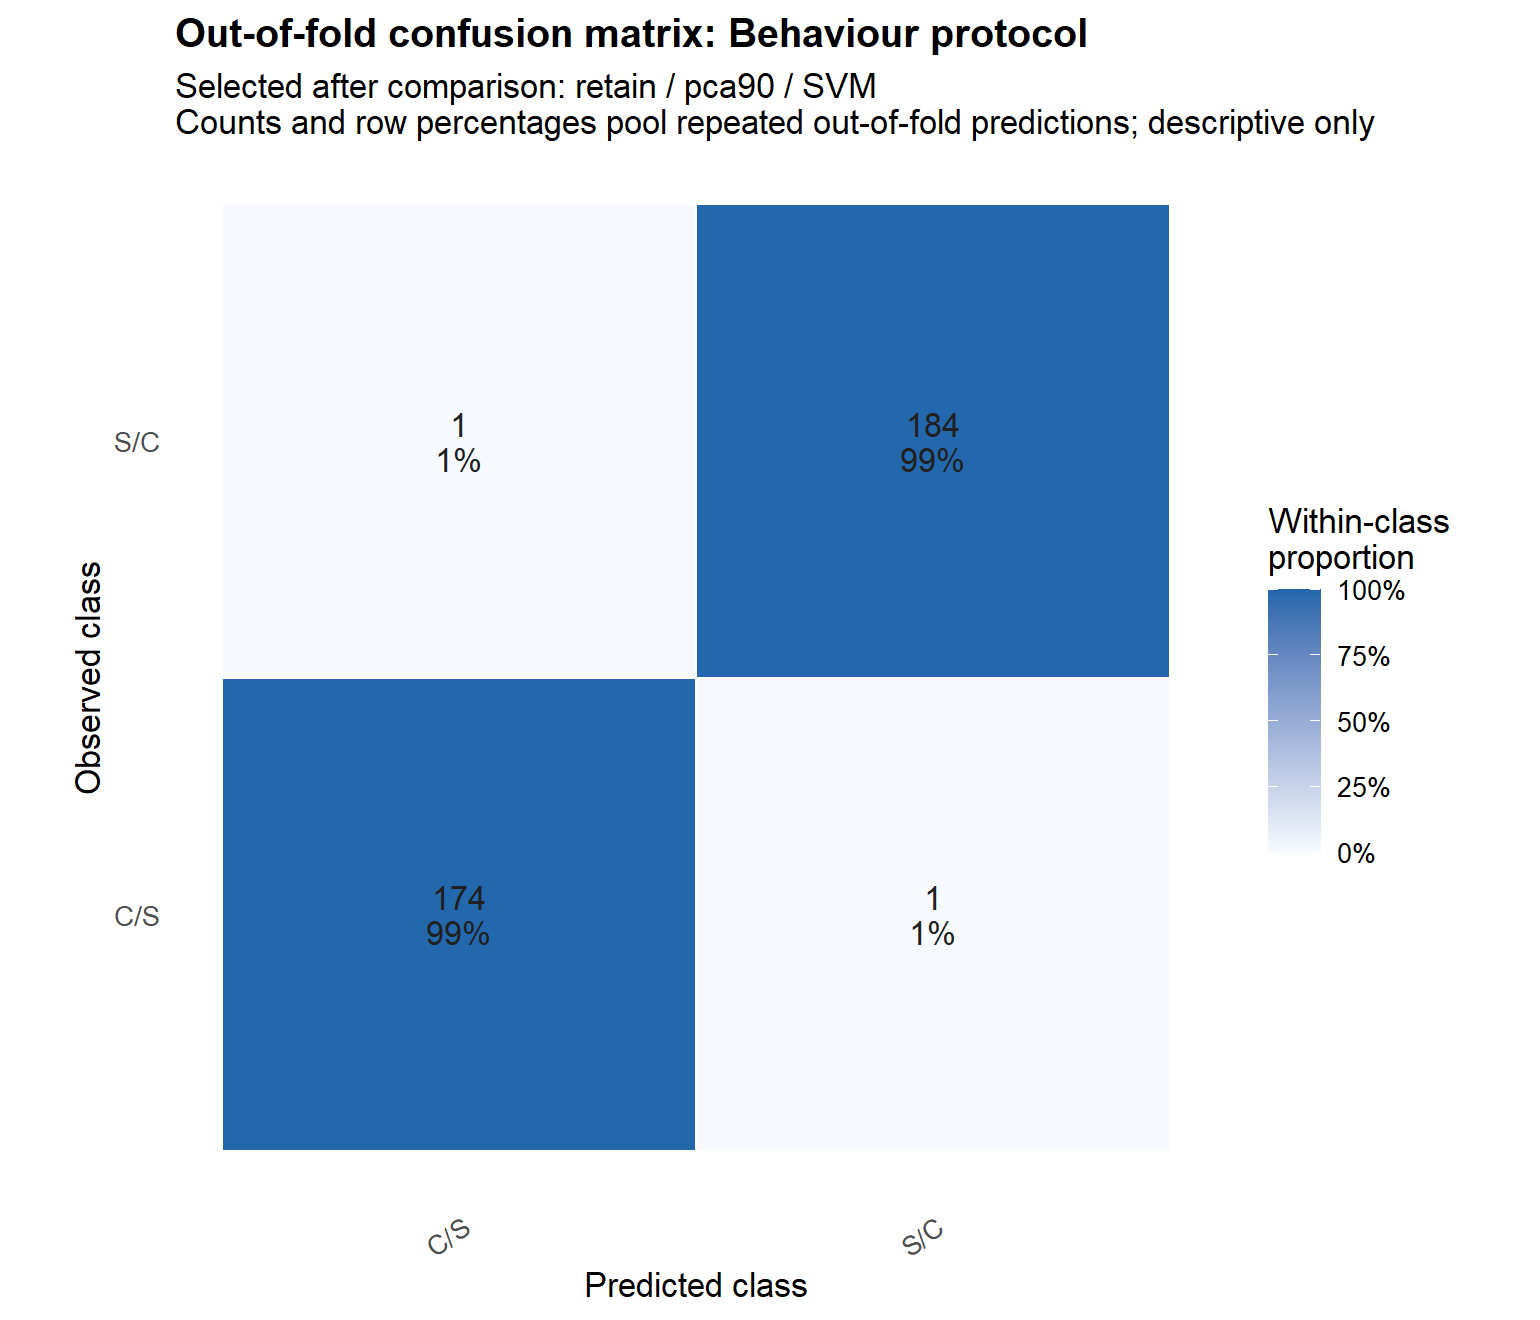 Out-of-fold confusion matrix: Behaviour protocol
Selected after comparison: retain / pca90 / SVM
Counts and row percentages pool repeated out-of-fold predictions; descriptive only
Observed class
S/C
1
1%
184
99%
C/S
174
99%
1
1%
C/S
S/C
Predicted class
Within-class
proportion
100%
75%
50%
25%
0%